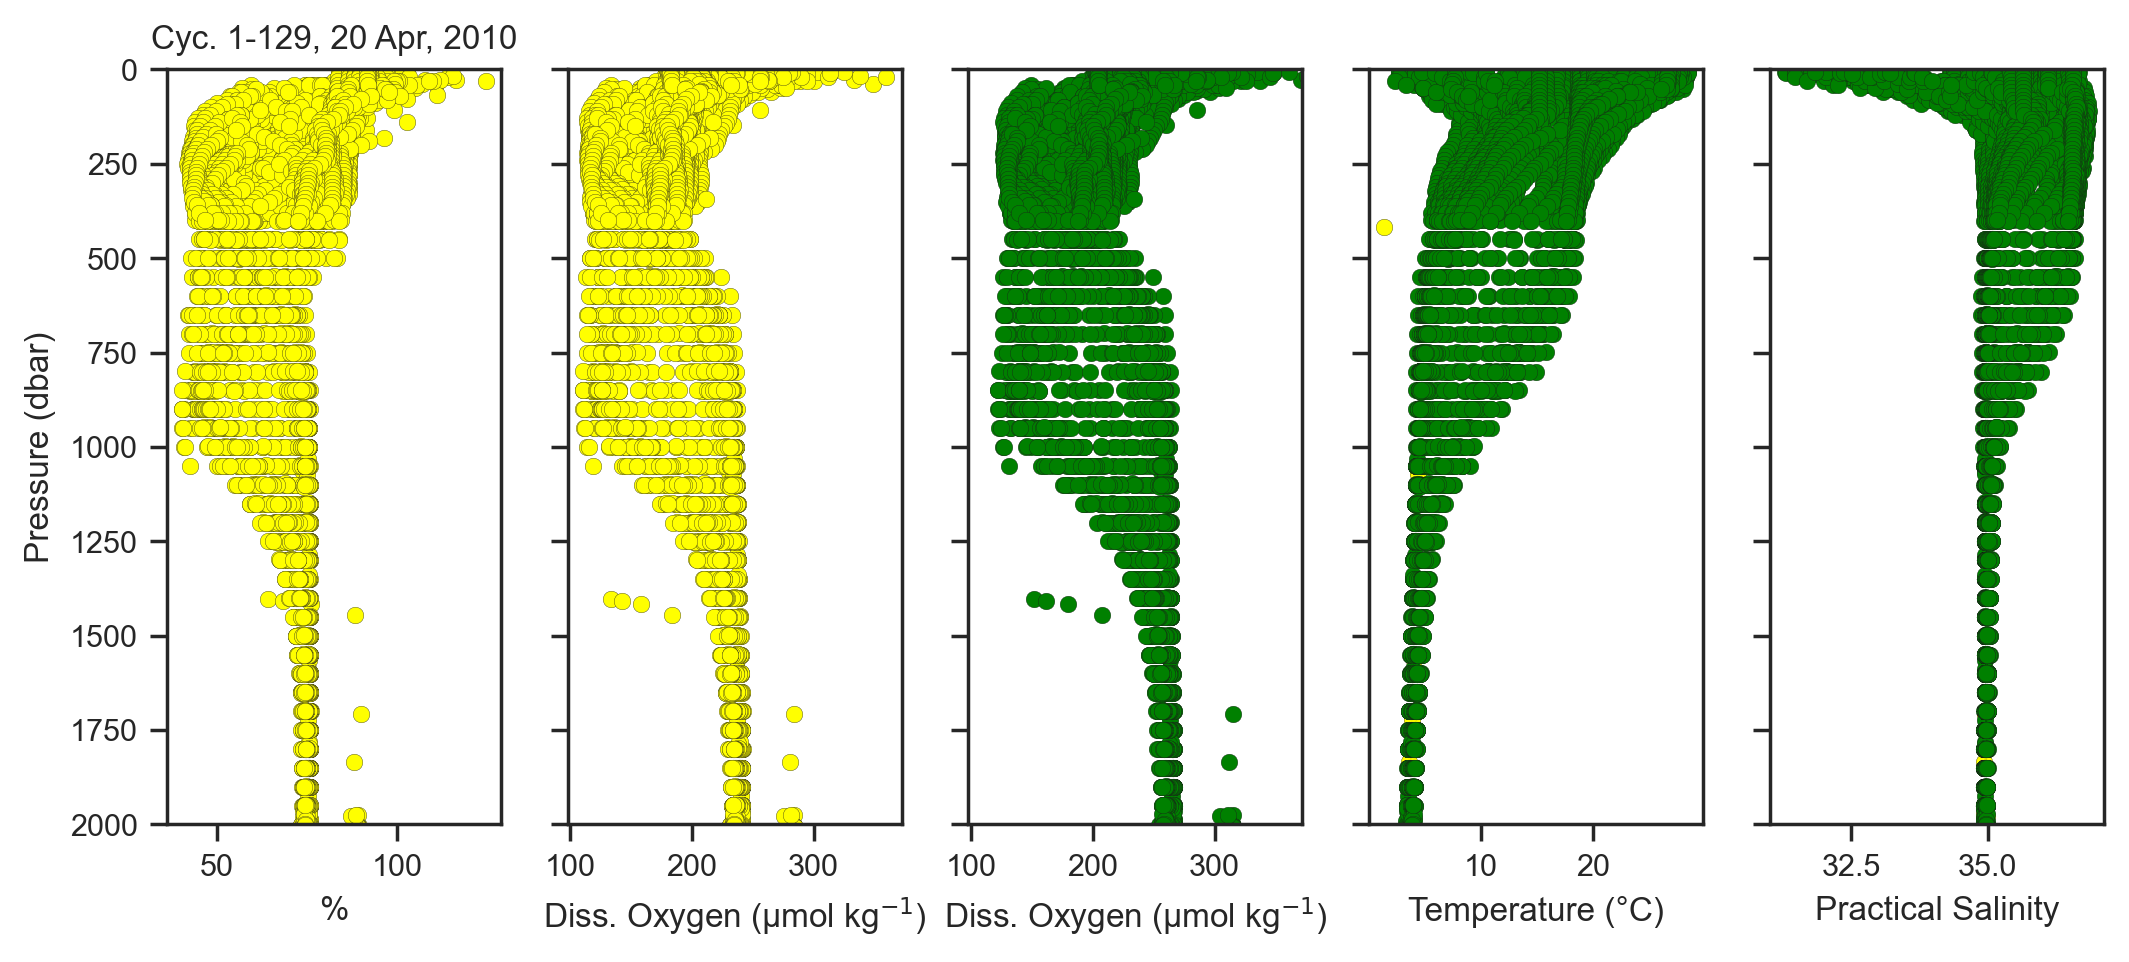 Cyc. 1-129, 20 Apr, 2010
0
250
500
750
1000
1250
1500
1750
2000
Pressure (dbar)
50 100
100 200 300
100 200 300
10 20
32.5 35.0
%
Diss. Oxygen (µmol kg⁻¹)
Diss. Oxygen (µmol kg⁻¹)
Temperature (°C)
Practical Salinity